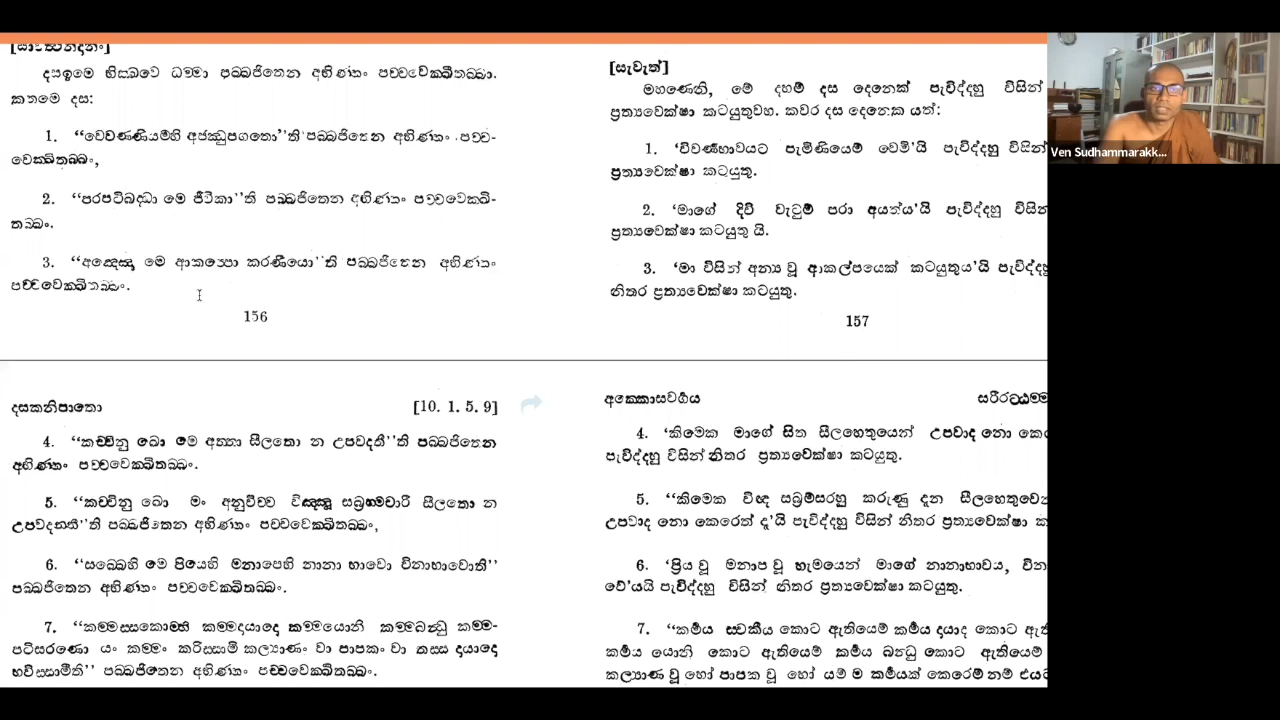 [සාවත්ථිනිදානං]
දසඉමෙ භික්ඛවෙ ධම්මා පබ්බජිතෙන අභිණ්හං පච්චවෙක්ඛිතබ්බා.
කතමෙ දස:
1. “වෙවණ්ණියම්හි අජ්ඣුපගතො”ති පබ්බජිතෙන අභිණ්හං පච්ච-
වෙක්ඛිතබ්බං,
2. “පරපටිබද්ධා මෙ ජීවිකා”ති පබ්බජිතෙන අභිණ්හං පච්චවෙක්ඛි-
තබ්බං.
3. “අඤ්ඤො මෙ ආකප්පො කරණීයො”ති පබ්බජිතෙන අභිණ්හං
පච්චවෙක්ඛිතබ්බං.
156
[සැවැත්]
මහණෙනි, මේ දහම් දස දෙනෙක් පැවිද්දහු විසින්
ප්‍රත්‍යවෙක්ෂා කටයුතුවහ. කවර දස දෙනෙක යත්:
1. ‘විවර්ණභාවයට පැමිණියෙම් වෙමි’යි පැවිද්දහු විසින්
ප්‍රත්‍යවෙක්ෂා කටයුතු.
2. ‘මාගේ දිවි වැටුම් පරා අයත්ය’යි පැවිද්දහු විසින්
ප්‍රත්‍යවෙක්ෂා කටයුතු යි.
3. ‘මා විසින් අන්‍ය වූ ආකල්පයෙක් කටයුතුය’යි පැවිද්දහු
නිතර ප්‍රත්‍යවෙක්ෂා කටයුතු.
157
Ven Sudhammarakk...
දසකනිපාතො [10. 1. 5. 9]
4. “කච්චිනු ඛො මෙ අත්තා සීලතො න උපවදතී”ති පබ්බජිතෙන
අභිණ්හං පච්චවෙක්ඛිතබ්බං.
5. “කච්චිනු ඛො මං අනුවිච්ච විඤ්ඤූ සබ්‍රහ්මචාරී සීලතො න
උපවදන්තී”ති පබ්බජිතෙන අභිණ්හං පච්චවෙක්ඛිතබ්බං,
6. “සබ්බෙහි මෙ පියෙහි මනාපෙහි නානා භාවො විනාභාවොති”
පබ්බජිතෙන අභිණ්හං පච්චවෙක්ඛිතබ්බං.
7. “කම්මස්සකොම්හි කම්මදායාදො කම්මයොනි කම්මබන්ධු කම්ම-
පටිසරණො යං කම්මං කරිස්සාමි කල්‍යාණං වා පාපකං වා තස්ස දායාදො
භවිස්සාමීති” පබ්බජිතෙන අභිණ්හං පච්චවෙක්ඛිතබ්බං.
අක්කොසවර්ගය
4. ‘කිමෙක මාගේ සිත සීලහෙතුයෙන් උපවාද නො
පැවිද්දහු විසින් නිතර ප්‍රත්‍යවේක්ෂා කටයුතු.
5. “කිමෙක විඥ සබ්‍රම්සරහු කරුණු දැන
උපවාද නො කෙරෙත් දැ’යි පැවිද්දහු විසින් නිතර ප්‍රත්‍යවෙක්ෂා
6. ‘ප්‍රිය වූ මනාප වූ හැමයෙන් මාගේ නානාභාවය,
වේ’යයි පැවිද්දහු විසින් නිතර ප්‍රත්‍යවෙක්ෂා කටයුතු.
7. “කර්මය ස්වකීය කොට ඇතියෙම් කර්මය දායාද කොට
කර්මය යොනි කොට ඇතියෙම් කර්මය බන්ධු කොට ඇතියෙම්
කල්‍යාණ වූ හෝ පාපක වූ හෝ යම් ම කර්මයක් කෙරෙම් නම්